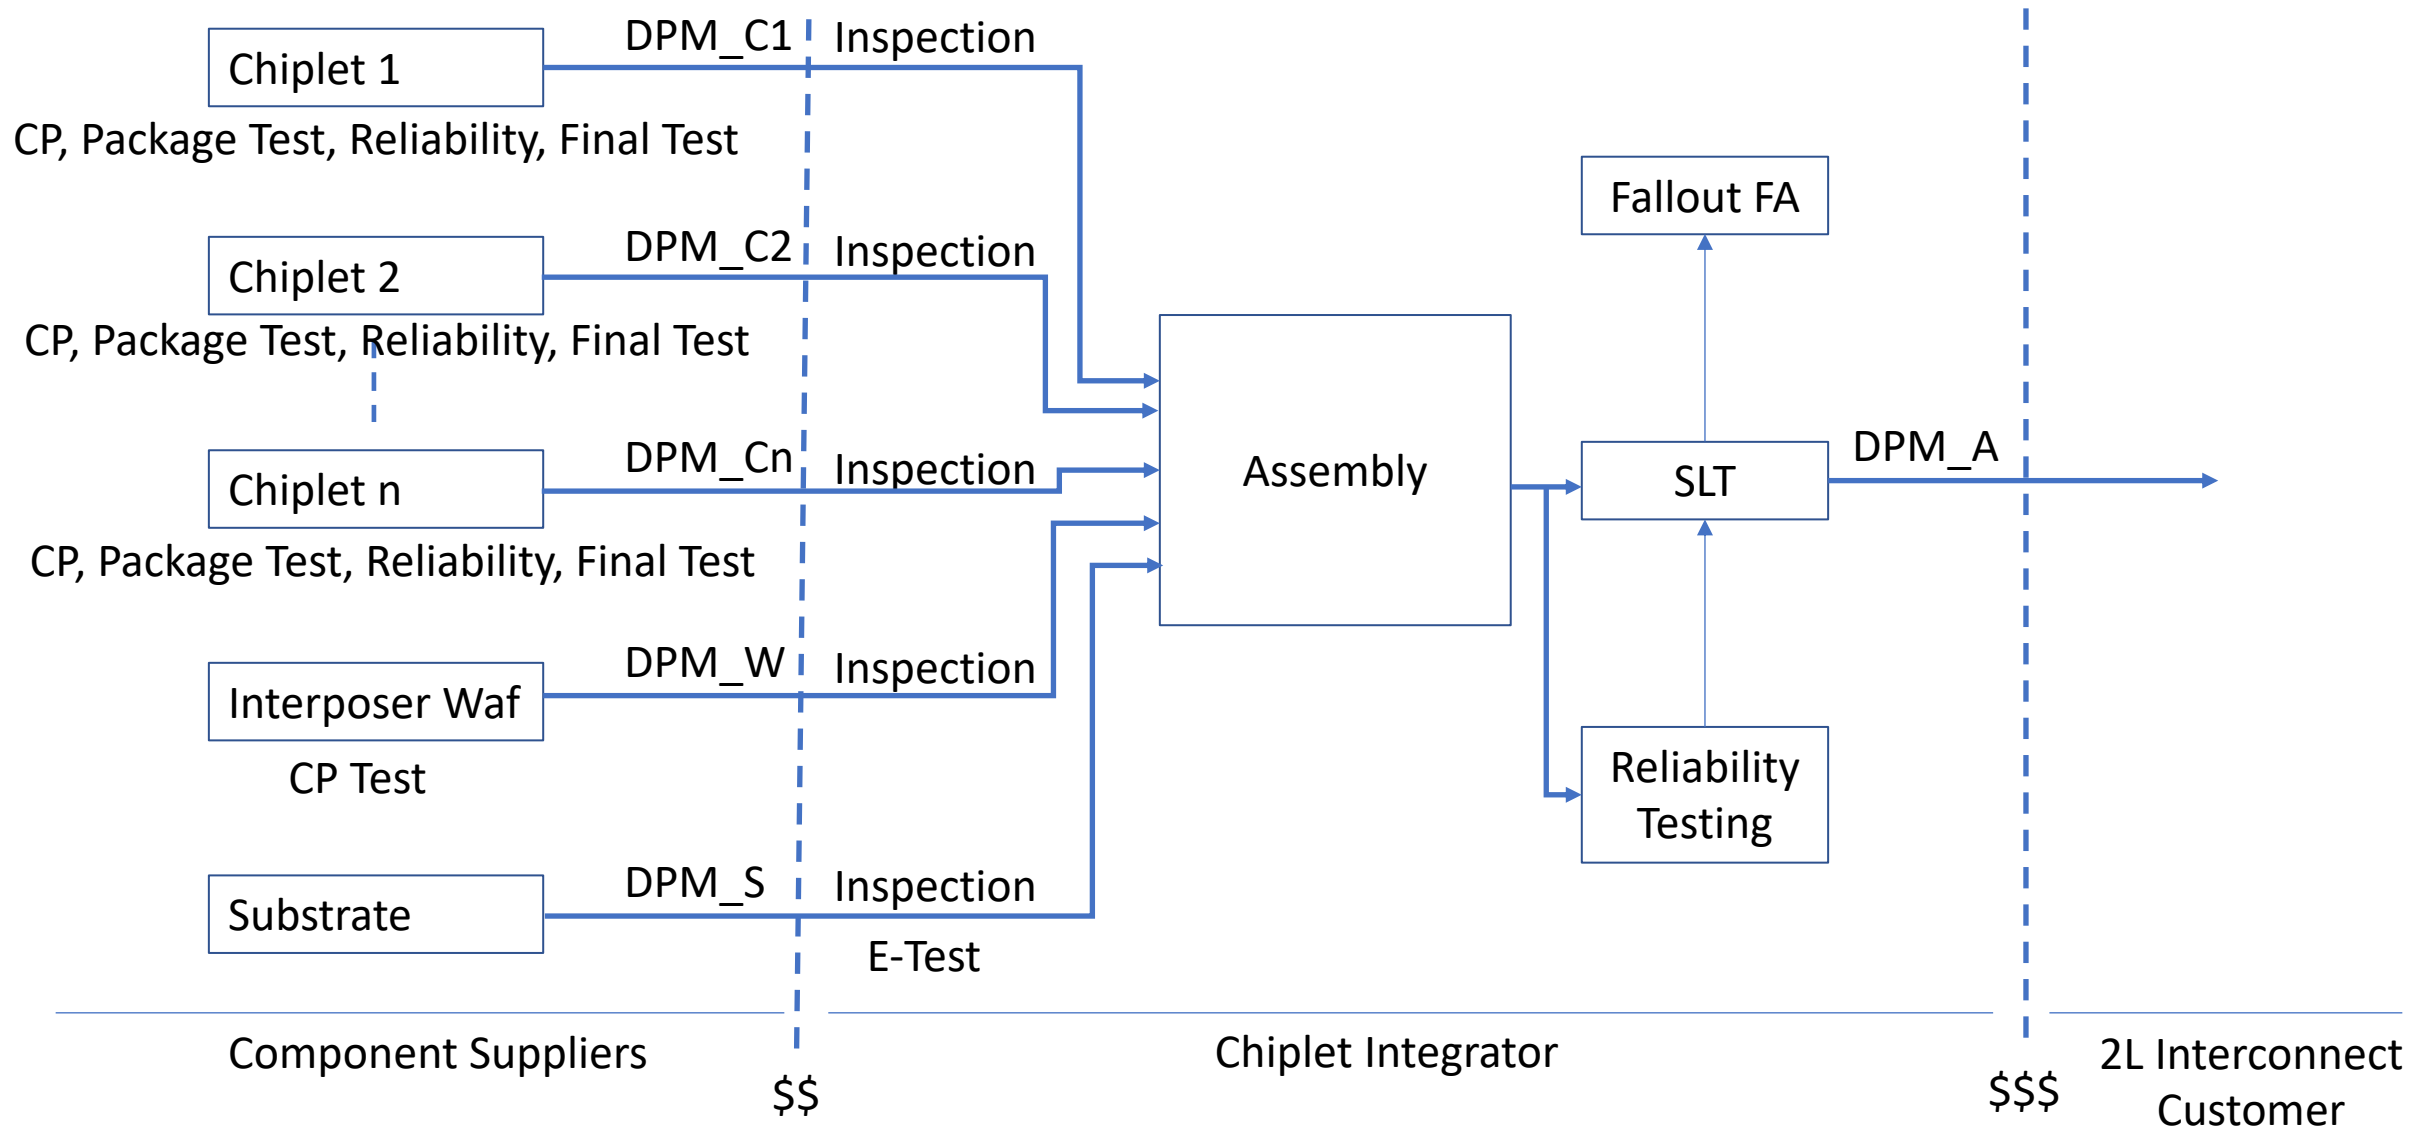 DPM_C1
Inspection
Chiplet 1
CP, Package Test, Reliability, Final Test
DPM_C2
Inspection
Chiplet 2
CP, Package Test, Reliability, Final Test
DPM_Cn
Inspection
Chiplet n
CP, Package Test, Reliability, Final Test
DPM_W
Inspection
Interposer Waf
CP Test
DPM_S
Inspection
Substrate
E-Test
Assembly
Fallout FA
SLT
DPM_A
Reliability
Testing
Component Suppliers
$$
Chiplet Integrator
$$$
2L Interconnect
Customer